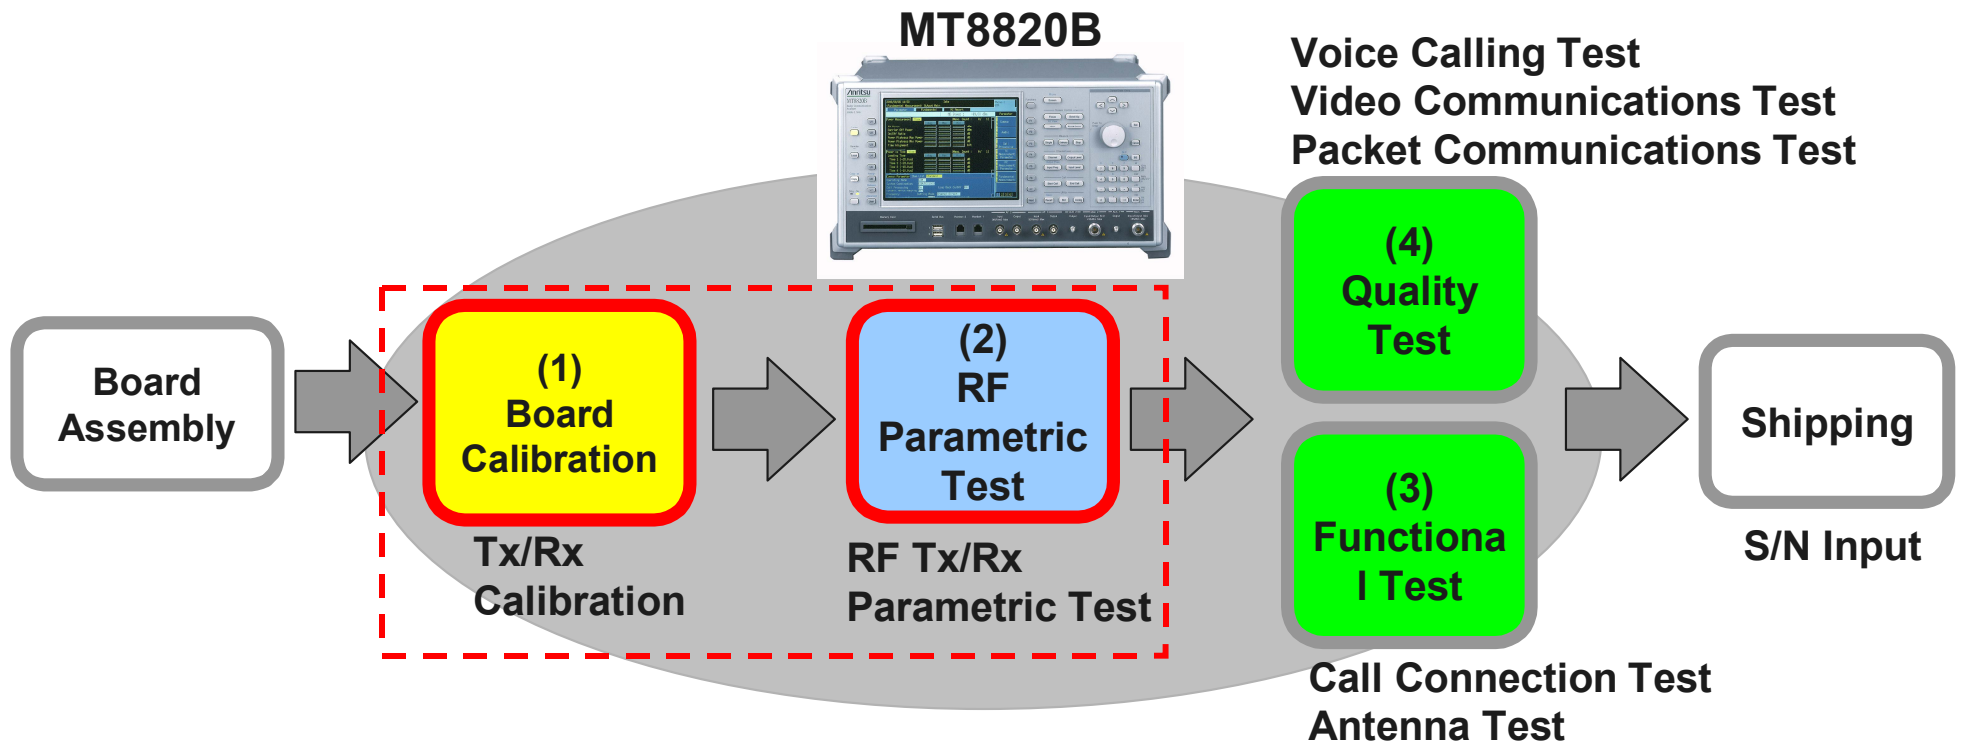 MT8820B
Anritsu
Voice Calling Test
Video Communications Test
Packet Communications Test
Board
Assembly
(1)
Board
Calibration
Tx/Rx
Calibration
(2)
RF
Parametric
Test
RF Tx/Rx
Parametric Test
(4)
Quality
Test
(3)
Functiona
l Test
Call Connection Test
Antenna Test
Shipping
S/N Input